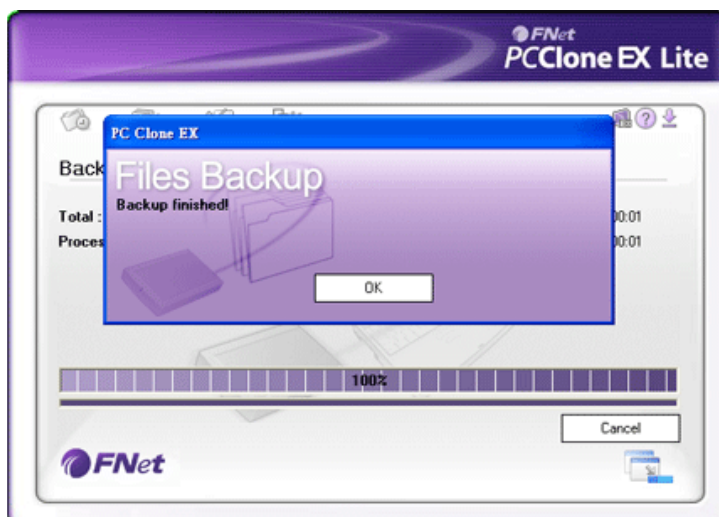 FNet
PCClone EX Lite
PC Clone EX
Files Backup
Backup finished!
OK
Back
Total :
00:01
Proces
00:01
100%
Cancel
FNet